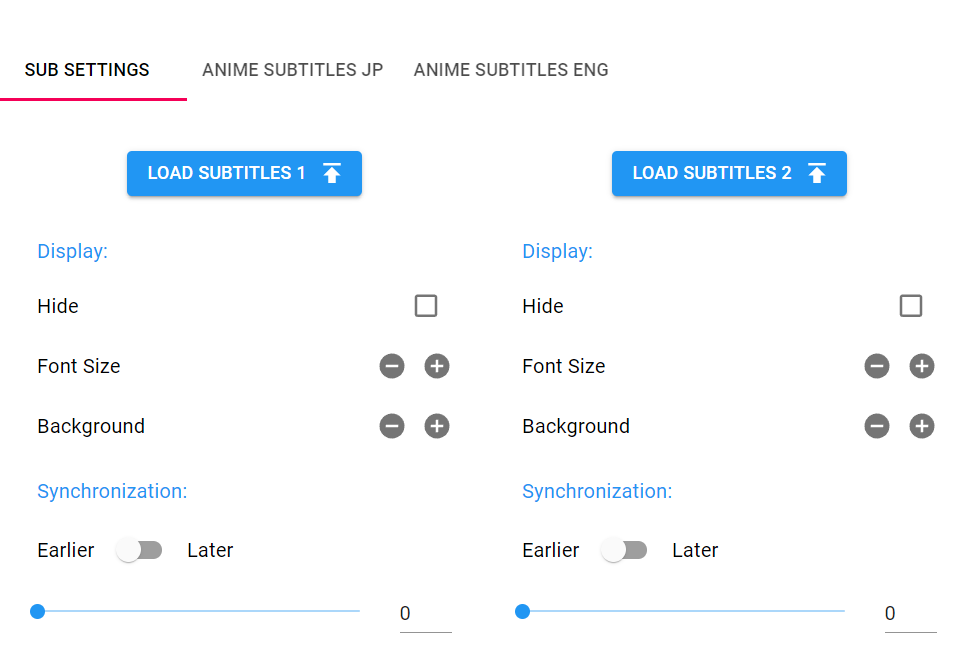 SUB SETTINGS ANIME SUBTITLES JP ANIME SUBTITLES ENG
LOAD SUBTITLES 1 LOAD SUBTITLES 2
Display: Display:
Hide Hide
Font Size Font Size
Background Background
Synchronization: Synchronization:
Earlier Later Earlier Later
0 0